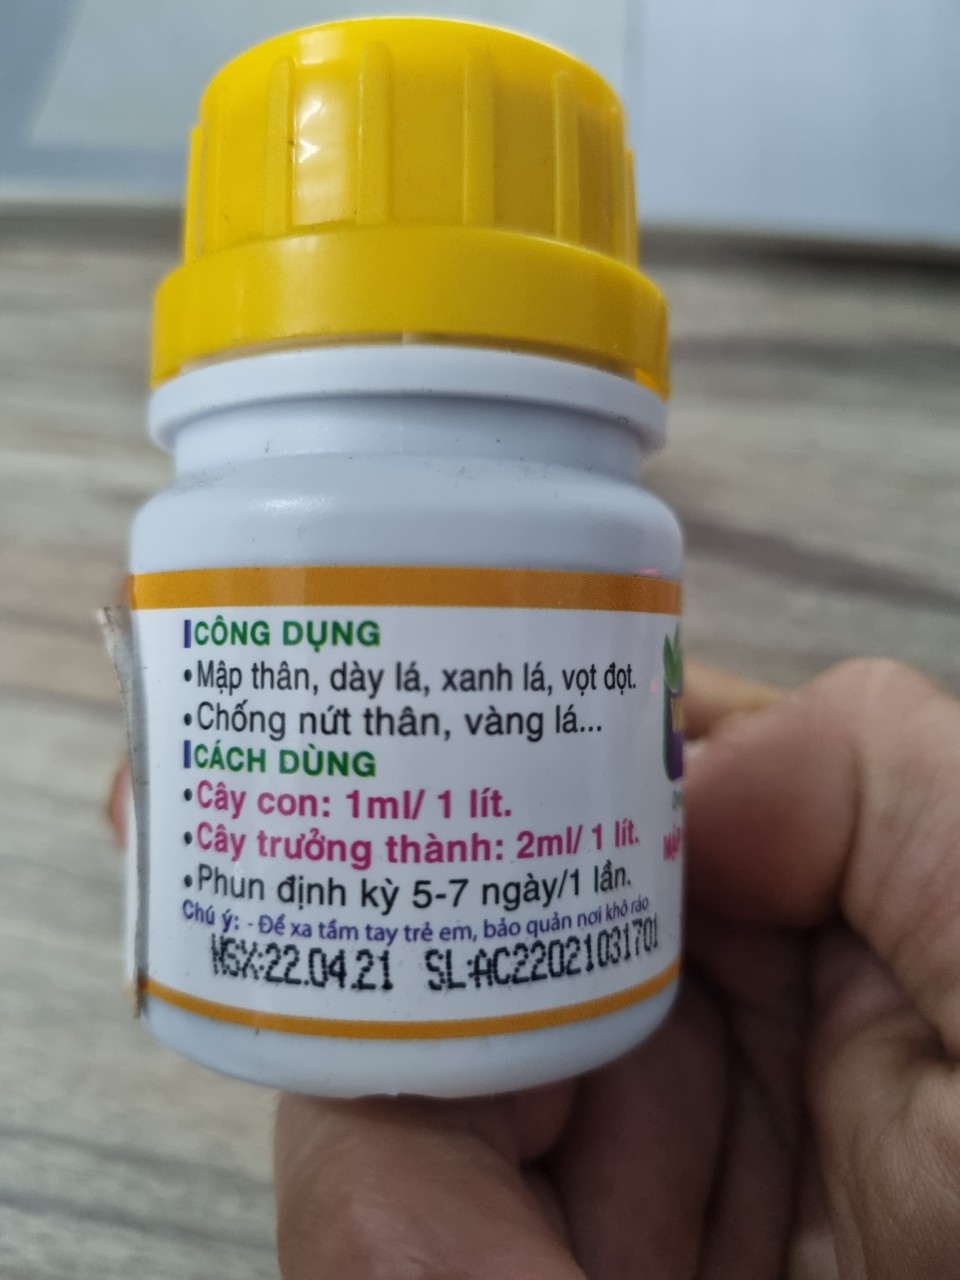 CÔNG DỤNG
•Mập thân, dày lá, xanh lá, vọt đọt.
•Chống nứt thân, vàng lá...
CÁCH DÙNG
•Cây con: 1ml/ 1 lít.
•Cây trưởng thành: 2ml/ 1 lít.
•Phun định kỳ 5-7 ngày/1 lần.
Chú ý: - Để xa tầm tay trẻ em, bảo quản nơi khô ráo
NSX:22.04.21 SL:AC22021031701